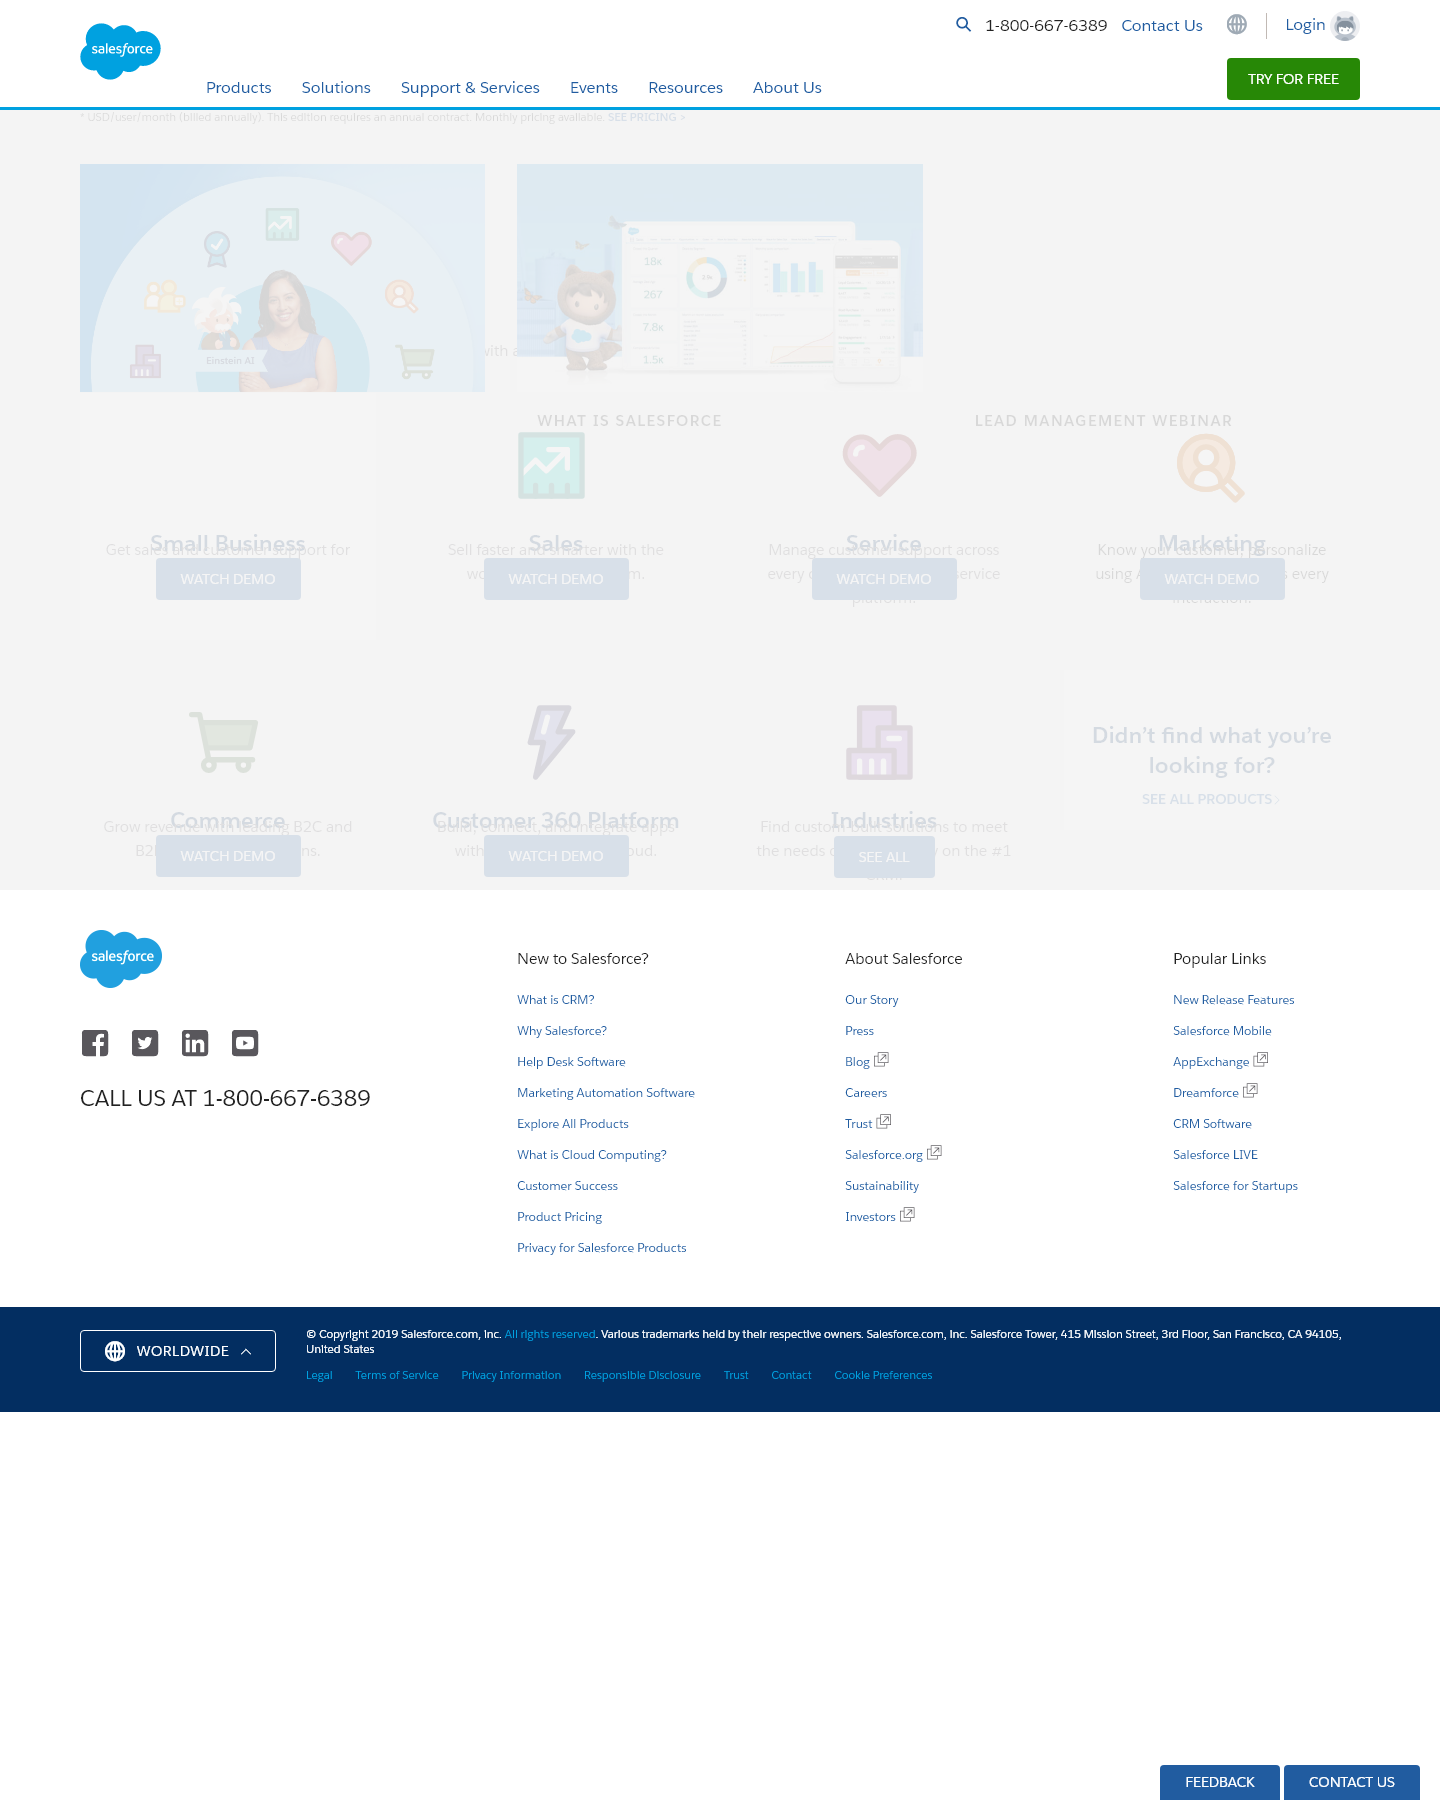 salesforce
1-800-667-6389
Contact Us
Login
Products
Solutions
Support & Services
Events
Resources
About Us
TRY FOR FREE
* USD/user/month (billed annually). This edition requires an annual contract. Monthly pricing available. SEE PRICING >
Einstein AI
18K
267
7.8K
1.5K
with a
WHAT IS SALESFORCE
LEAD MANAGEMENT WEBINAR
Small Business
Get sales and customer support for
WATCH DEMO
Sales
Sell faster and smarter with the
WATCH DEMO
Service
Manage customer support across
every service
platform.
WATCH DEMO
Marketing
Know your customer, personalize
using every
interaction.
WATCH DEMO
Commerce
Grow revenue with leading B2C and
WATCH DEMO
Customer 360 Platform
Build, connect, and integrate apps
with
WATCH DEMO
Industries
Find custom built solutions to meet
the needs on the #1
SEE ALL
Didn’t find what you’re
looking for?
SEE ALL PRODUCTS
salesforce
CALL US AT 1-800-667-6389
New to Salesforce?
What is CRM?
Why Salesforce?
Help Desk Software
Marketing Automation Software
Explore All Products
What is Cloud Computing?
Customer Success
Product Pricing
Privacy for Salesforce Products
About Salesforce
Our Story
Press
Blog
Careers
Trust
Salesforce.org
Sustainability
Investors
Popular Links
New Release Features
Salesforce Mobile
AppExchange
Dreamforce
CRM Software
Salesforce LIVE
Salesforce for Startups
WORLDWIDE
© Copyright 2019 Salesforce.com, inc. All rights reserved. Various trademarks held by their respective owners. Salesforce.com, inc. Salesforce Tower, 415 Mission Street, 3rd Floor, San Francisco, CA 94105,
United States
Legal
Terms of Service
Privacy Information
Responsible Disclosure
Trust
Contact
Cookie Preferences
FEEDBACK
CONTACT US